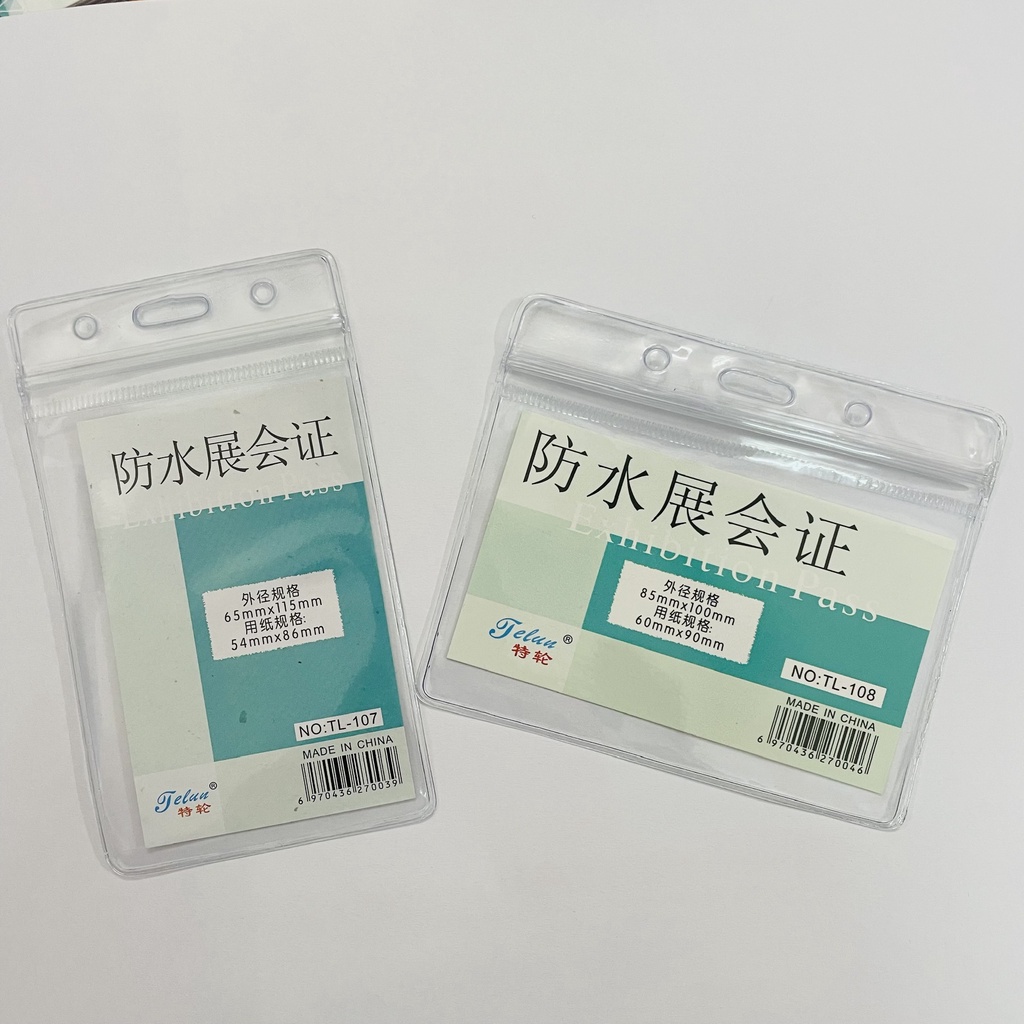 防水展会证
Exhibition Pass
外径规格
65mmx115mm
用纸规格:
54mmx86mm
NO:TL-107
MADE IN CHINA
6 970436 270039
Telun®
特轮
防水展会证
Exhibition Pass
外径规格
85mmx100mm
用纸规格:
60mmx90mm
Telun®
特轮
NO:TL-108
MADE IN CHINA
6 970436 270046